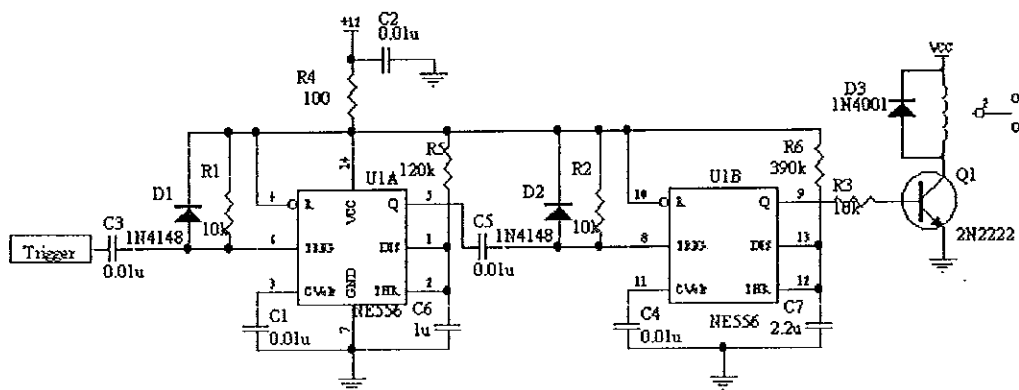 +12
C2
0.01u
R4
100
VCC
D3
1N4001
2
R1
D1
C3
1N4148
10k
Trigger
0.01u
4
R
14
VCC
U1A
Q
5
6
TRIG
DIS
1
3
CVolt
GND
THR
2
7
NE556
C1
0.01u
R5
120k
C6
1u
C5
0.01u
D2
1N4148
R2
10k
10
R
U1B
Q
9
8
TRIG
DIS
13
11
CVolt
THR
12
NE556
C4
0.01u
C7
2.2u
R6
390k
R3
10k
Q1
2N2222